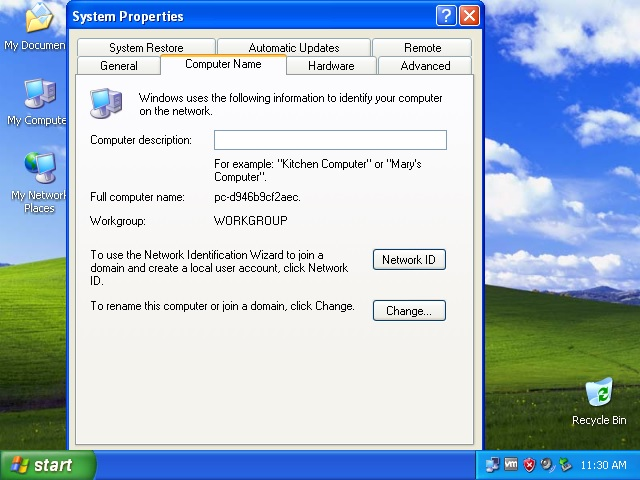 System Properties
My Documen
System Restore
Automatic Updates
Remote
General
Computer Name
Hardware
Advanced
Windows uses the following information to identify your computer
on the network.
My Compute
Computer description:
For example: "Kitchen Computer" or "Mary's
Computer".
My Network
Places
Full computer name:
pc-d946b9cf2aec.
Workgroup:
WORKGROUP
To use the Network Identification Wizard to join a
domain and create a local user account, click Network
ID.
Network ID
To rename this computer or join a domain, click Change.
Change...
Recycle Bin
start
vm
11:30 AM